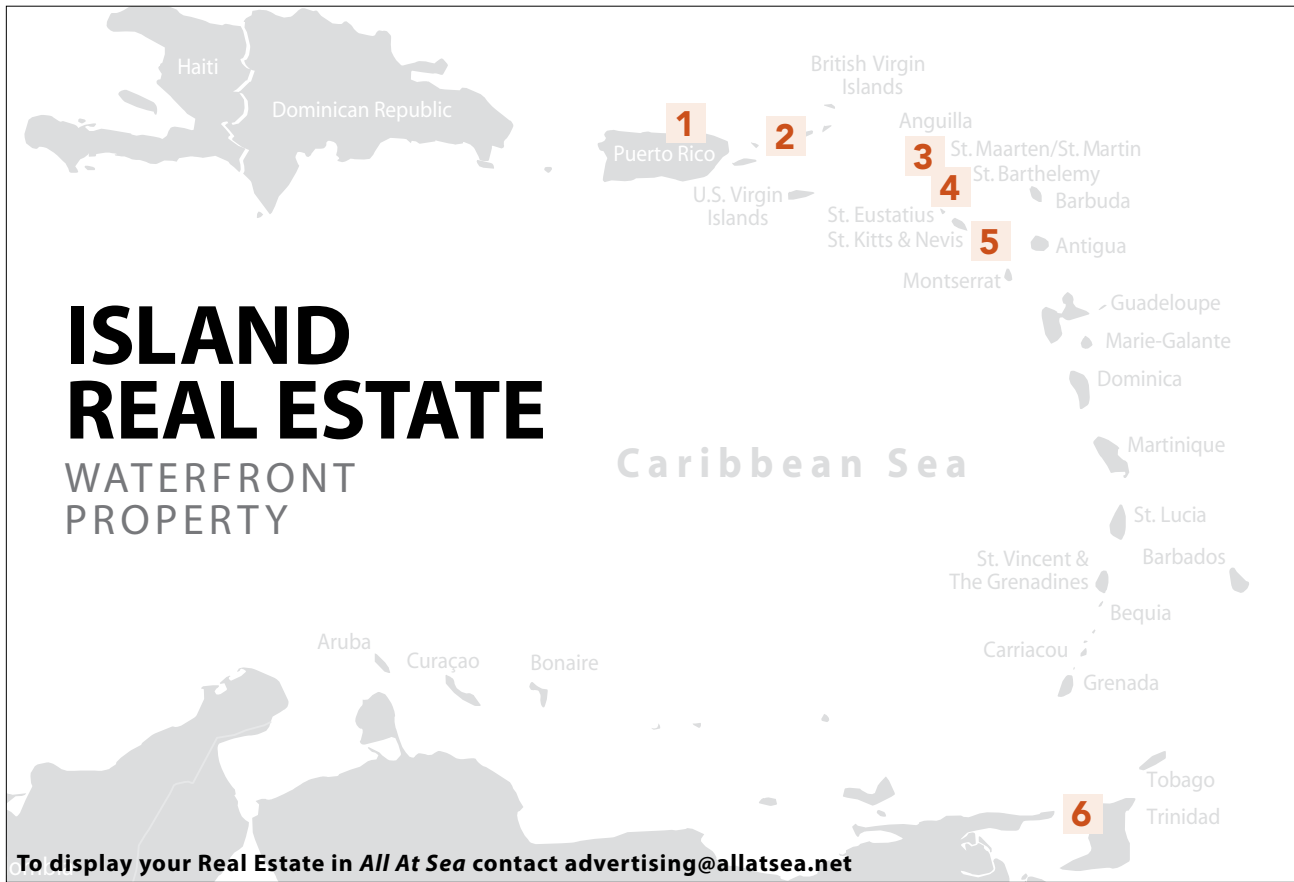 Haiti
Dominican Republic
British Virgin
Islands
1
2
Puerto Rico
U.S. Virgin
Islands
Anguilla
3
St. Maarten/St. Martin
St. Barthelemy
4
Barbuda
St. Eustatius
St. Kitts & Nevis
5
Antigua
Montserrat
Guadeloupe
Marie-Galante
Dominica
ISLAND
REAL ESTATE
WATERFRONT
PROPERTY
Caribbean Sea
Martinique
St. Lucia
St. Vincent &
The Grenadines
Barbados
Bequia
Carriacou
Grenada
Aruba
Curaçao
Bonaire
Tobago
Trinidad
6
To display your Real Estate in All At Sea contact advertising@allatsea.net